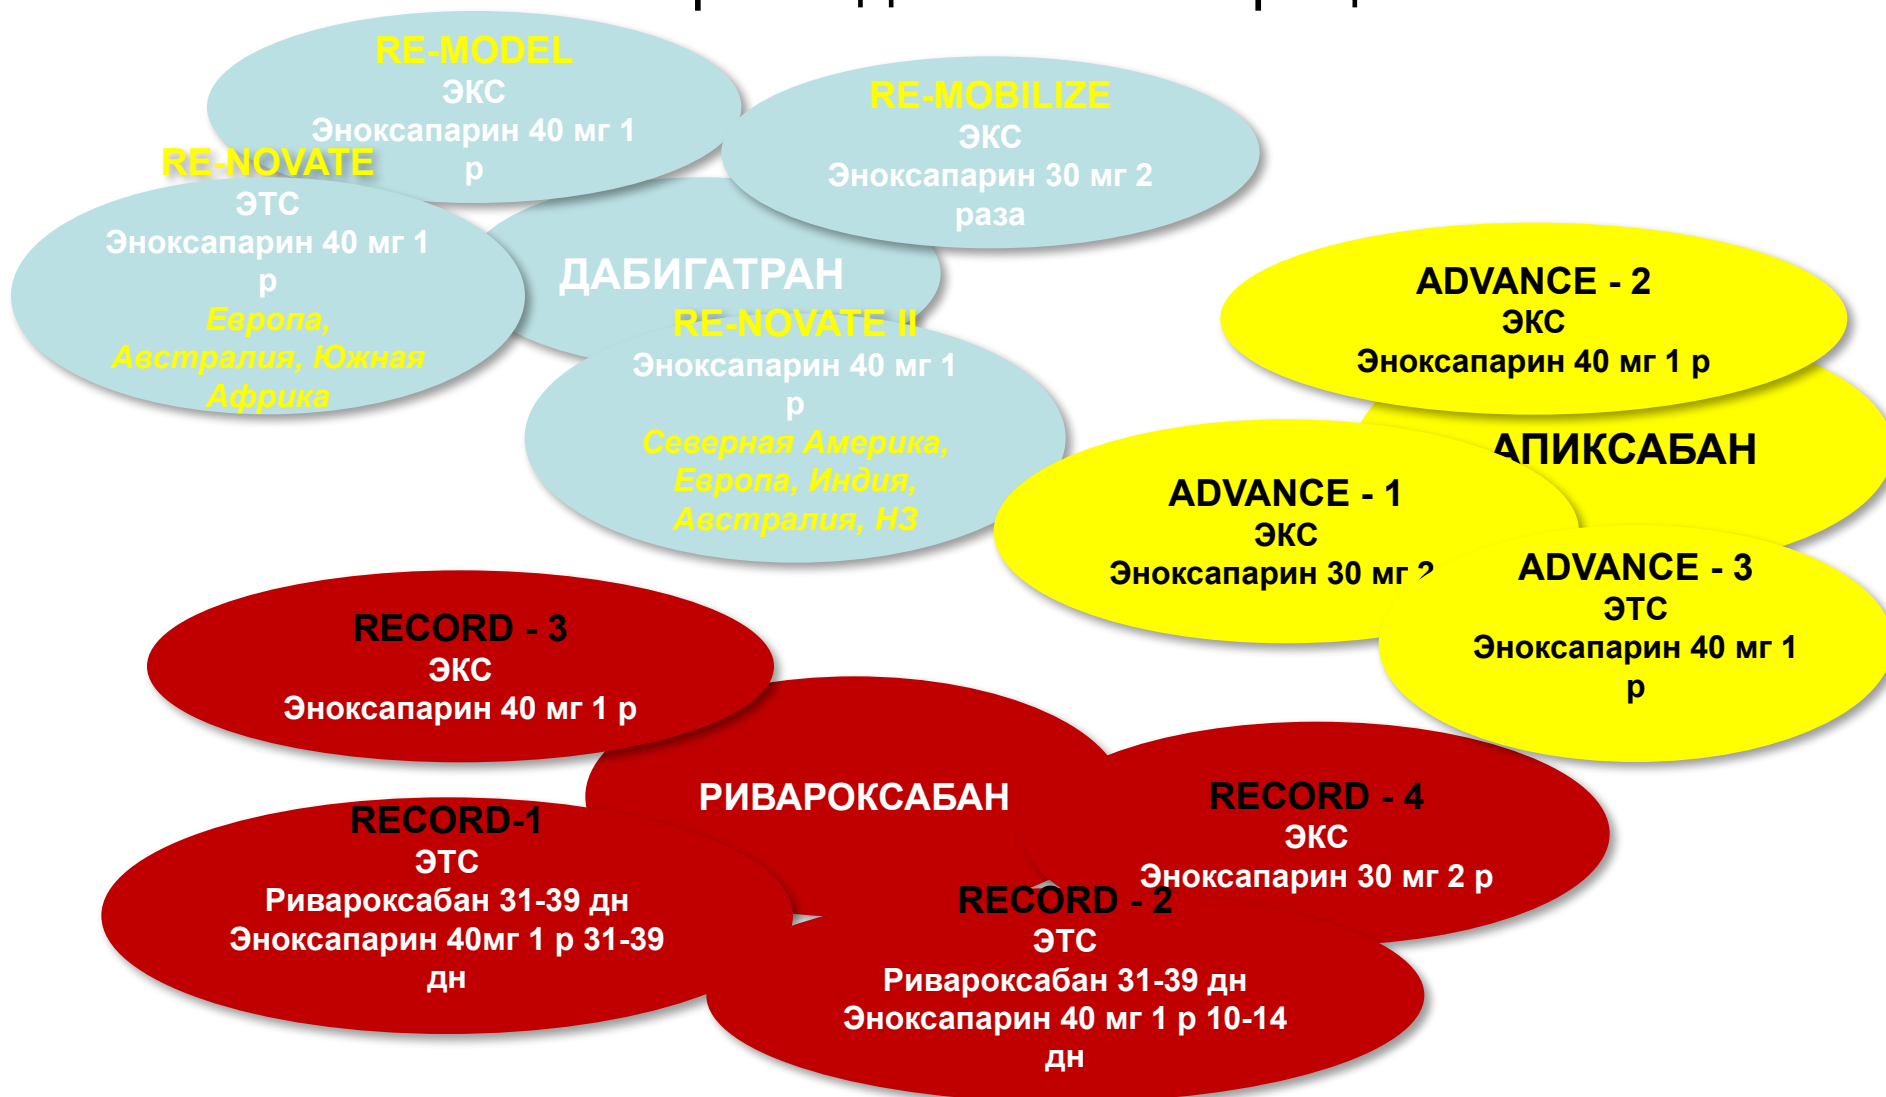 RE-MODEL
ЭКС
Эноксапарин 40 мг 1
р
RE-MOBILIZE
ЭКС
Эноксапарин 30 мг 2
раза
RE-NOVATE
ЭТС
Эноксапарин 40 мг 1
р
Европа,
Австралия, Южная
Африка
ДАБИГАТРАН
RE-NOVATE II
Эноксапарин 40 мг 1
р
Северная Америка,
Европа, Индия,
Австралия, НЗ
ADVANCE - 2
ЭКС
Эноксапарин 40 мг 1 р
АПИКСАБАН
ADVANCE - 1
ЭКС
Эноксапарин 30 мг 2
ADVANCE - 3
ЭТС
Эноксапарин 40 мг 1
р
RECORD - 3
ЭКС
Эноксапарин 40 мг 1 р
РИВАРОКСАБАН
RECORD - 4
ЭКС
Эноксапарин 30 мг 2 р
RECORD-1
ЭТС
Ривароксабан 31-39 дн
Эноксапарин 40мг 1 р 31-39
дн
RECORD - 2
ЭТС
Ривароксабан 31-39 дн
Эноксапарин 40 мг 1 р 10-14
дн